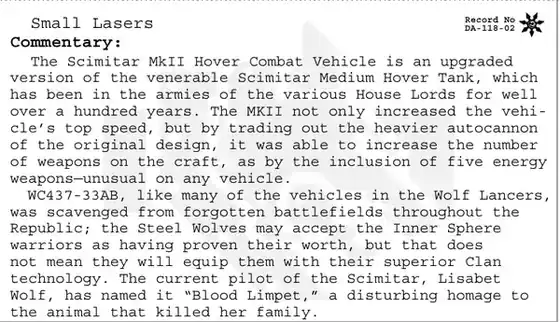 Small Lasers
Record No
DA-118-02
Commentary:
The Scimitar MkII Hover Combat Vehicle is an upgraded
version of the venerable Scimitar Medium Hover Tank, which
has been in the armies of the various House Lords for well
over a hundred years. The MKII not only increased the vehi-
cle's top speed, but by trading out the heavier autocannon
of the original design, it was able to increase the number
of weapons on the craft, as by the inclusion of five energy
weapons—unusual on any vehicle.
WC437-33AB, like many of the vehicles in the Wolf Lancers,
was scavenged from forgotten battlefields throughout the
Republic; the Steel Wolves may accept the Inner Sphere
warriors as having proven their worth, but that does
not mean they will equip them with their superior Clan
technology. The current pilot of the Scimitar, Lisabet
Wolf, has named it “Blood Limpet,” a disturbing homage to
the animal that killed her family.